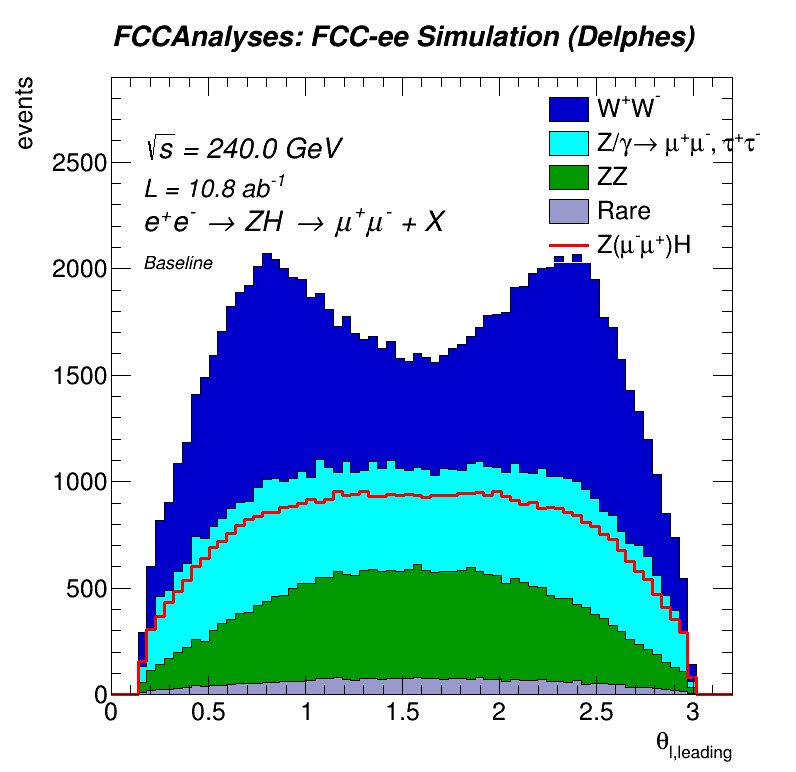 FCCAnalyses: FCC-ee Simulation (Delphes)
events
√s = 240.0 GeV
L = 10.8 ab⁻¹
e⁺e⁻ → ZH → μ⁺μ⁻ + X
Baseline
W⁺W⁻
Z/γ→ μ⁺μ⁻, τ⁺τ⁻
ZZ
Rare
Z(μ⁻μ⁺)H
2500
2000
1500
1000
500
0
0 0.5 1 1.5 2 2.5 3
θl,leading